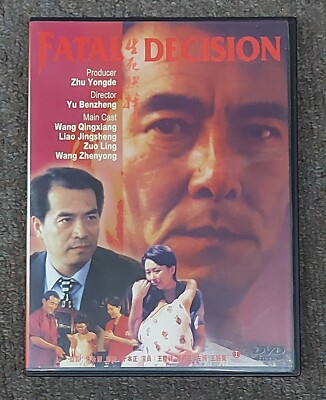 FATAL DECISION
生死抉擇
Producer
Zhu Yongde
Director
Yu Benzheng
Main Cast
Wang Qingxiang
Liao Jingsheng
Zuo Ling
Wang Zhenyong
DVD